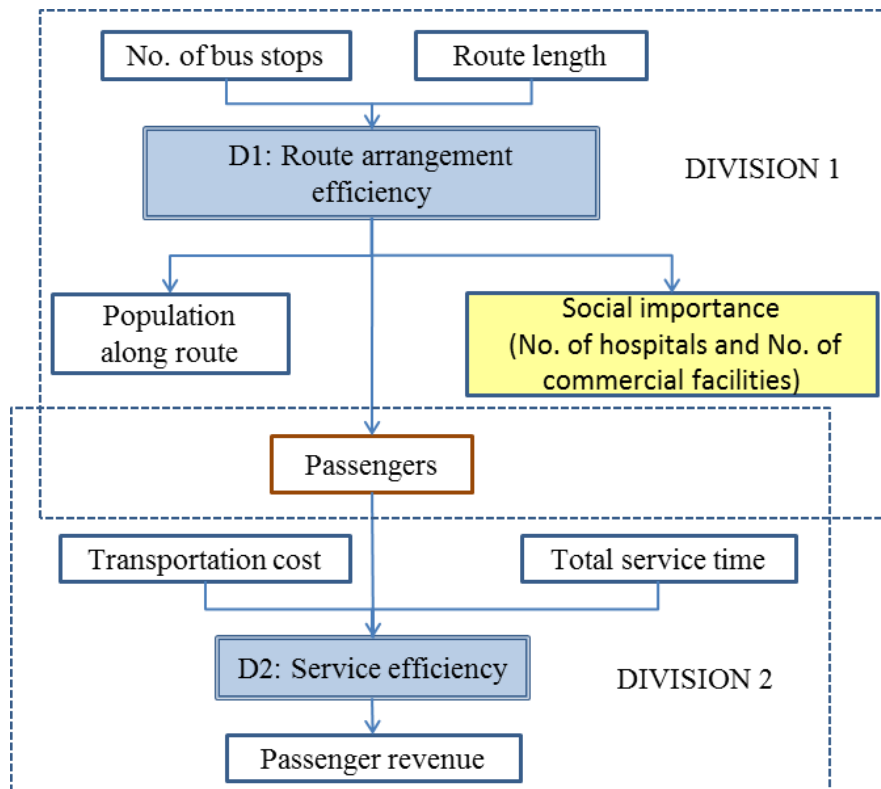 No. of bus stops
Route length
D1: Route arrangement
efficiency
DIVISION 1
Population
along route
Social importance
(No. of hospitals and No. of
commercial facilities)
Passengers
Transportation cost
Total service time
D2: Service efficiency
DIVISION 2
Passenger revenue